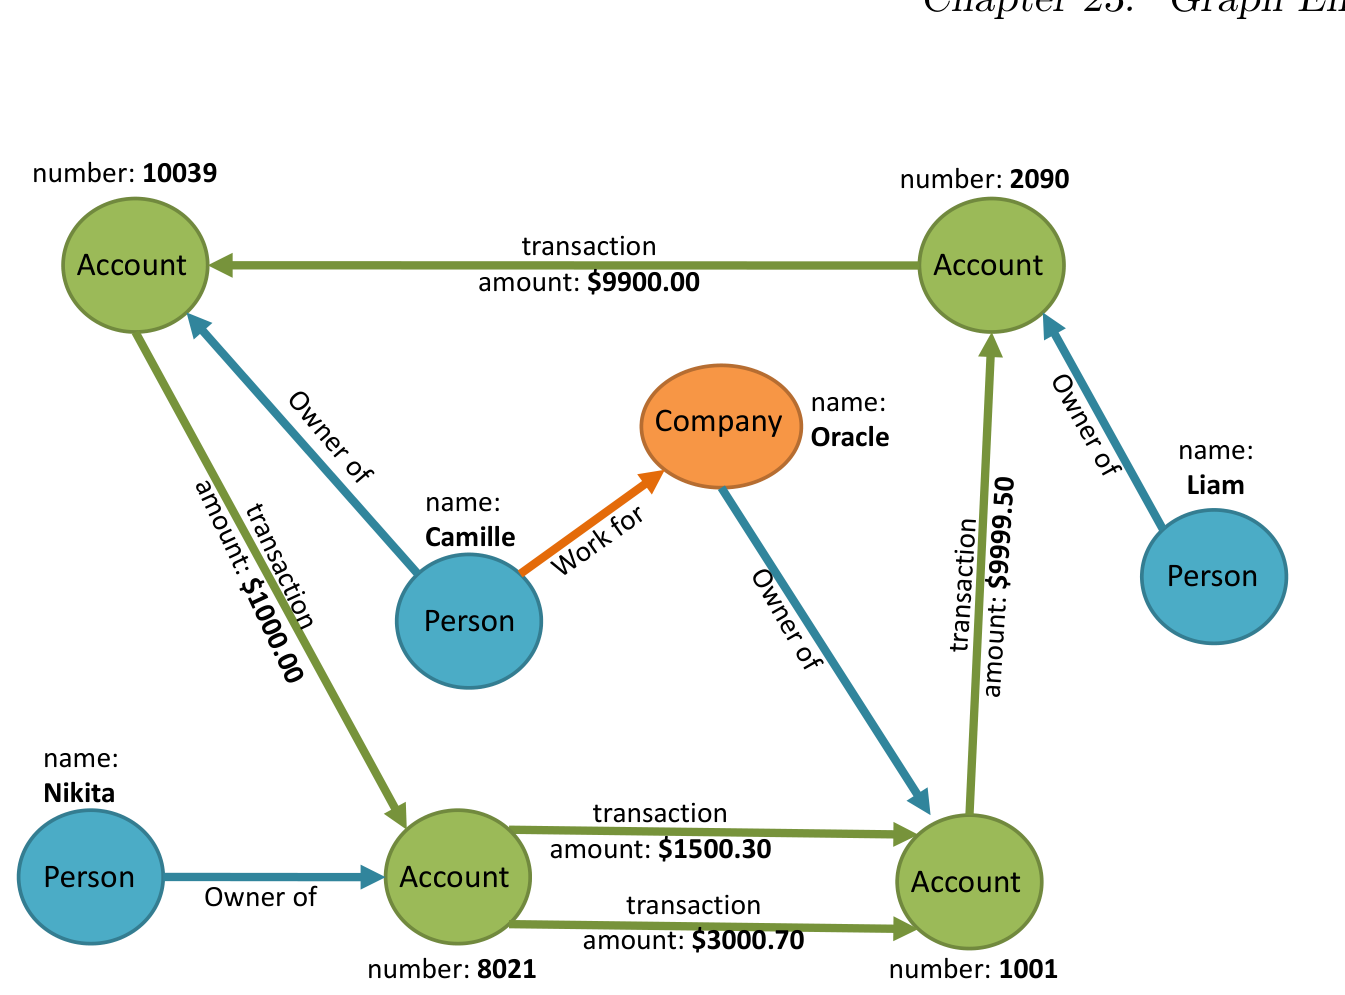 Chapter 23. Graph
number: 10039
number: 2090
Account
Account
transaction
amount: $9900.00
Owner of
Company
name:
Oracle
Owner of
name:
Liam
Person
name:
Camille
Work for
Person
transaction
amount: $1000.00
Owner of
transaction
amount: $9999.50
name:
Nikita
Person
Owner of
Account
transaction
amount: $1500.30
transaction
amount: $3000.70
Account
number: 8021
number: 1001